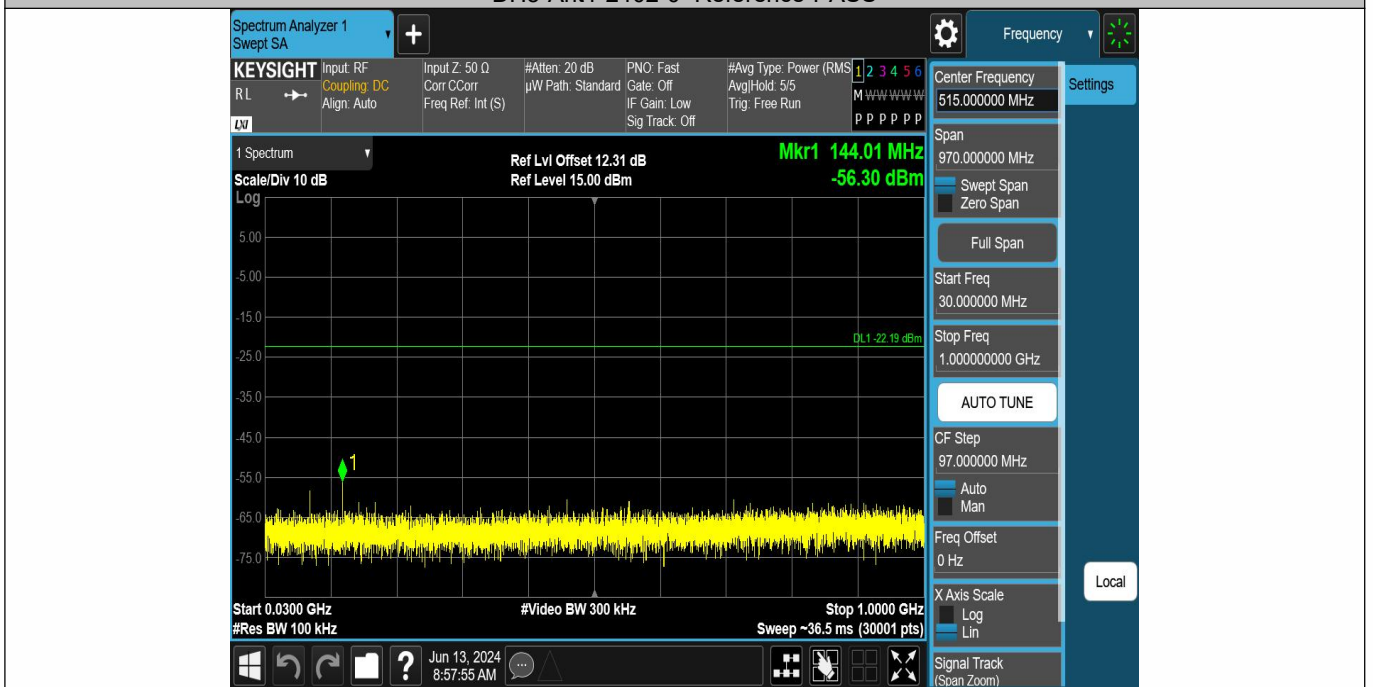 Spectrum Analyzer 1
Swept SA
Frequency
KEYSIGHT
RL
LXI
Input: RF
Coupling: DC
Align: Auto
Input Z: 50 Ω
Corr CCorr
Freq Ref: Int (S)
#Atten: 20 dB
µW Path: Standard
PNO: Fast
Gate: Off
IF Gain: Low
Sig Track: Off
#Avg Type: Power (RMS
Avg|Hold: 5/5
Trig: Free Run
1 2 3 4 5 6
M W W W W W
P P P P P P
Center Frequency
515.000000 MHz
Settings
1 Spectrum
Scale/Div 10 dB
Ref Lvl Offset 12.31 dB
Ref Level 15.00 dBm
Mkr1 144.01 MHz
-56.30 dBm
Log
5.00
-5.00
-15.0
-25.0
-35.0
-45.0
-55.0
-65.0
-75.0
DL1 -22.19 dBm
1
Start 0.0300 GHz
#Res BW 100 kHz
#Video BW 300 kHz
Stop 1.0000 GHz
Sweep ~36.5 ms (30001 pts)
Span
970.000000 MHz
Swept Span
Zero Span
Full Span
Start Freq
30.000000 MHz
Stop Freq
1.000000000 GHz
AUTO TUNE
CF Step
97.000000 MHz
Auto
Man
Freq Offset
0 Hz
X Axis Scale
Log
Lin
Signal Track
(Span Zoom)
Local
?
Jun 13, 2024
8:57:55 AM